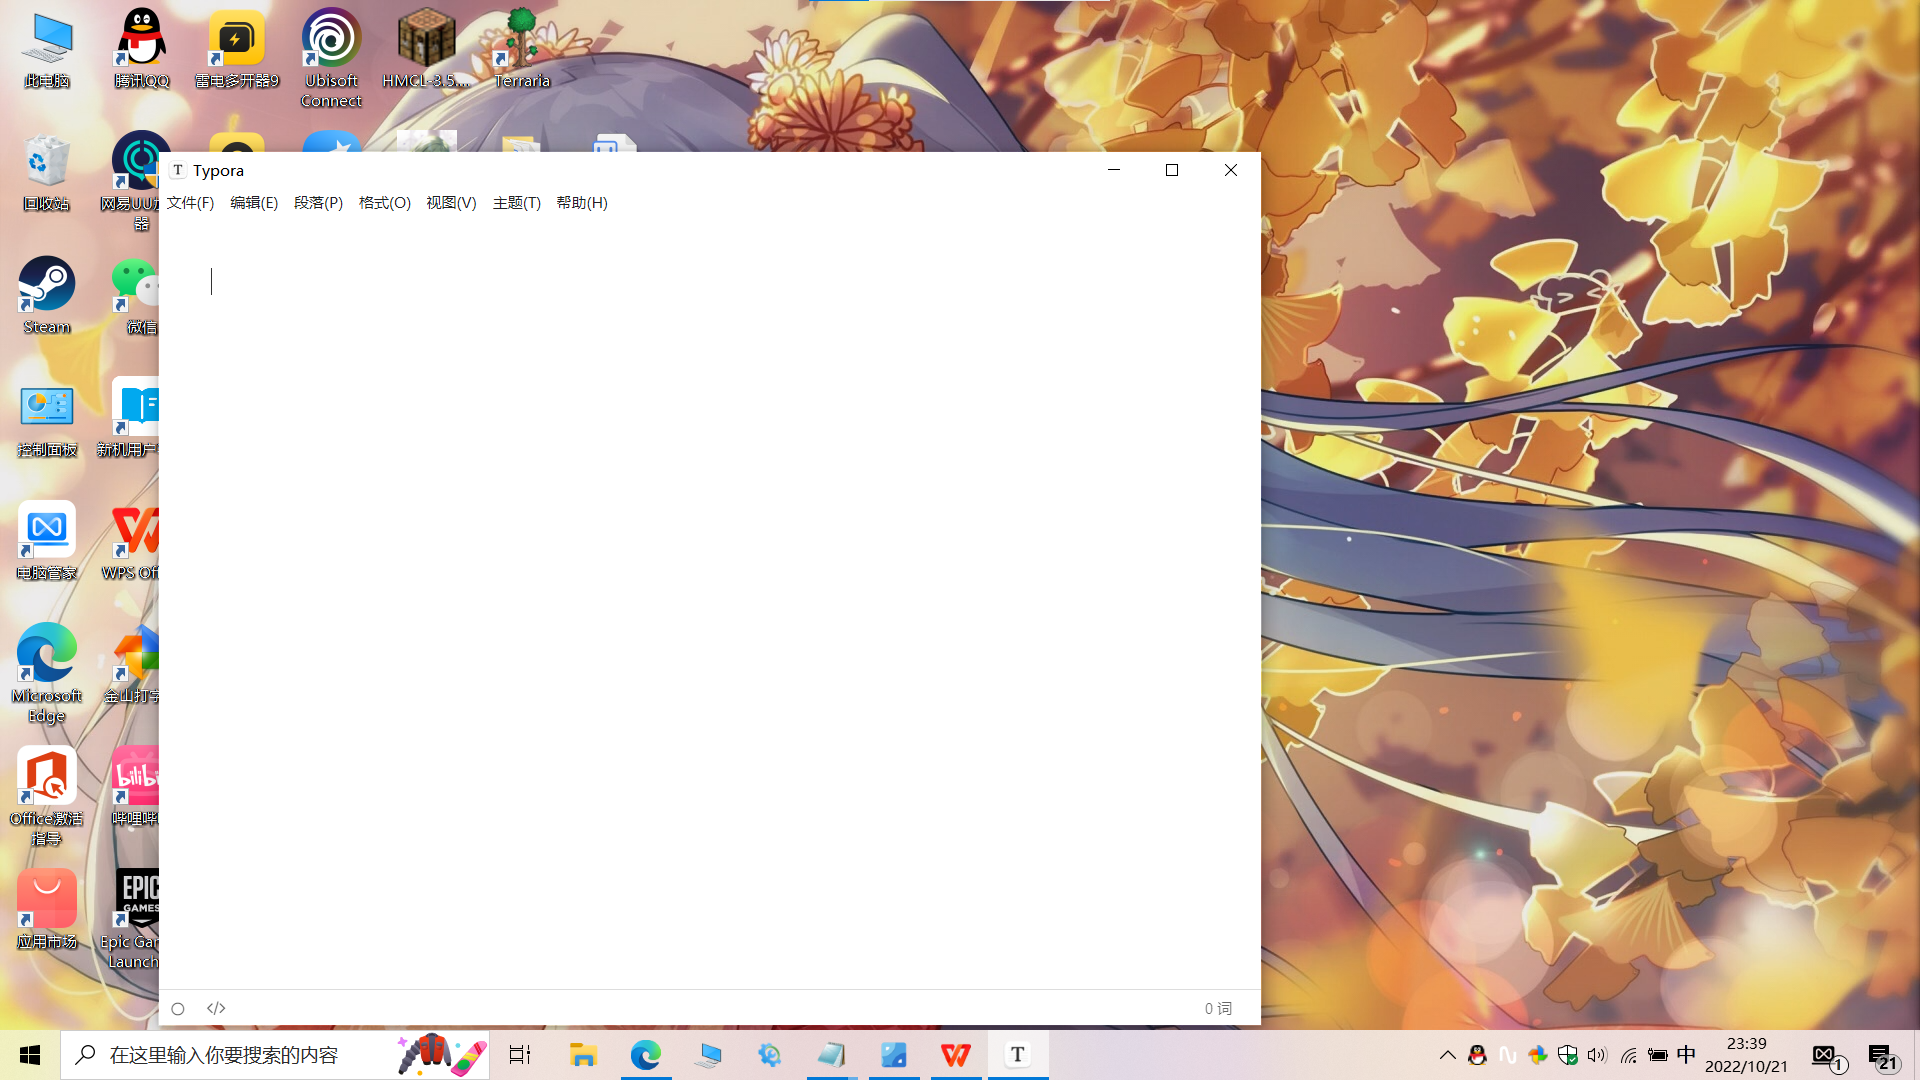 此电脑
腾讯QQ
雷电多开器9
Ubisoft
Connect
HMCL-3.5....
Terraria
回收站
网易UU加
器
Steam
微信
控制面板
新机用户
电脑管家
WPS Off
Microsoft
Edge
金山打字
Office激活
指导
bilibi
哔哩哔
应用市场
EPIC
GAMES
Epic Gam
Launch
T Typora
文件(F) 编辑(E) 段落(P) 格式(O) 视图(V) 主题(T) 帮助(H)
0 词
在这里输入你要搜索的内容
T
中
23:39
2022/10/21
1
21